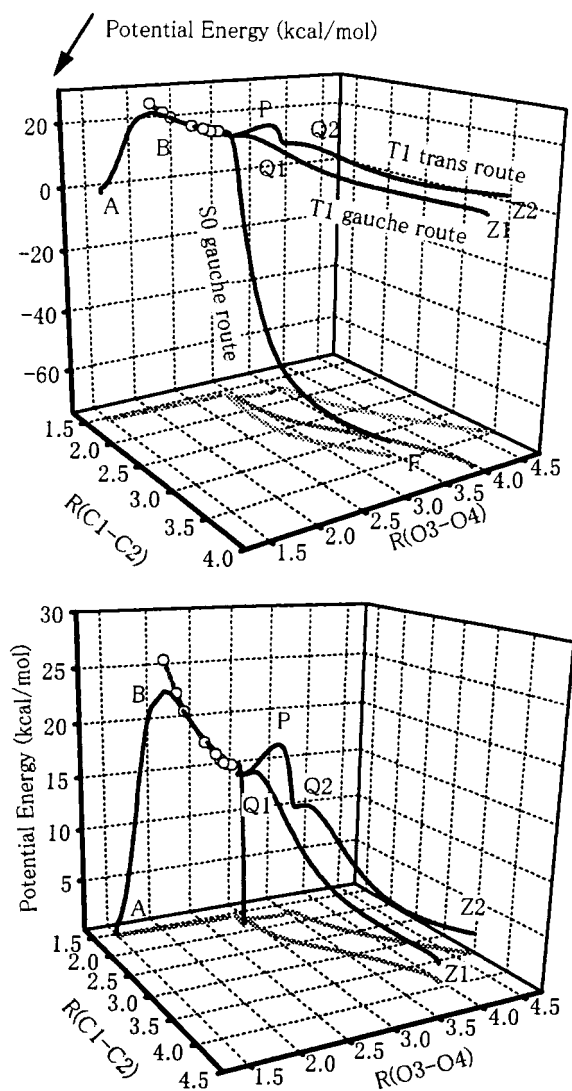 Potential Energy (kcal/mol)
20
0
-20
-40
-60
A
B
P
Q2
Q1
T1 trans route
Z2
Z1
T1 gauche route
S0 gauche route
F
1.5
2.0
2.5
3.0
3.5
4.0
R(C1-C2)
1.5
2.0
2.5
3.0
3.5
4.0
4.5
R(O3-O4)
30
25
20
15
10
5
Potential Energy (kcal/mol)
B
P
Q1
Q2
A
Z2
Z1
1.5
2.0
2.5
3.0
3.5
4.0
4.5
R(C1-C2)
1.5
2.0
2.5
3.0
3.5
4.0
4.5
R(O3-O4)